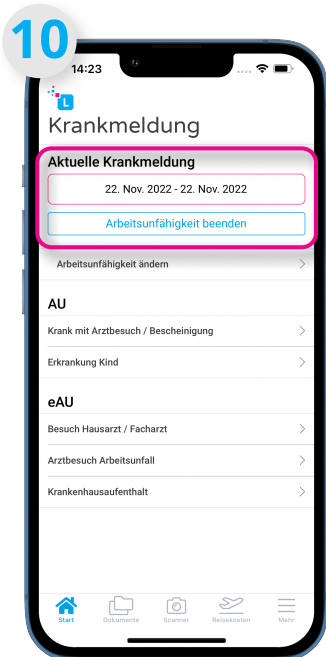 10
14:23
L
Krankmeldung
Aktuelle Krankmeldung
22. Nov. 2022 - 22. Nov. 2022
Arbeitsunfähigkeit beenden
Arbeitsunfähigkeit ändern
AU
Krank mit Arztbesuch / Bescheinigung
Erkrankung Kind
eAU
Besuch Hausarzt / Facharzt
Arztbesuch Arbeitsunfall
Krankenhausaufenthalt
Start Dokumente Scanner Reisekosten Mehr